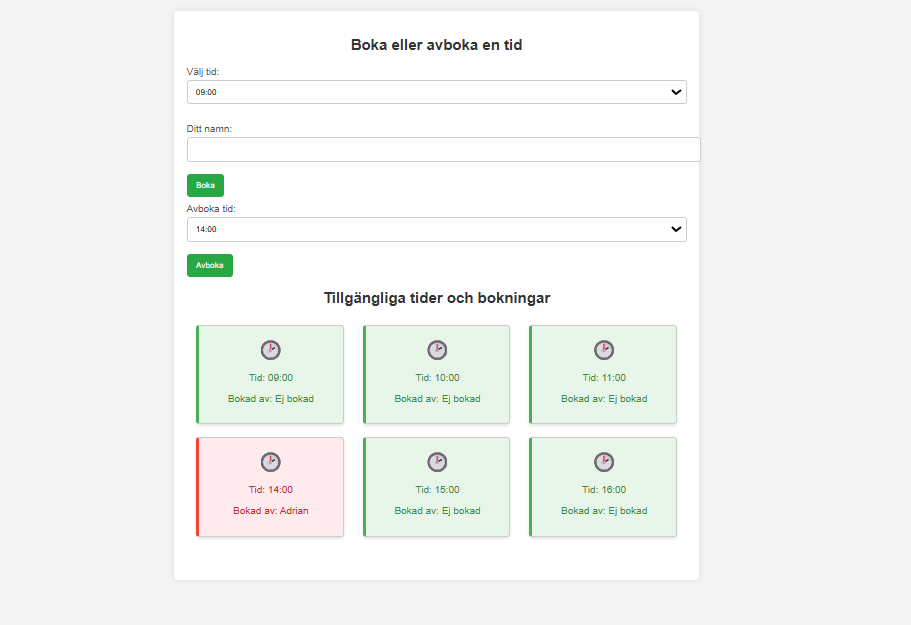 Boka eller avboka en tid
Välj tid:
09:00
Ditt namn:
Boka
Avboka tid:
14:00
Avboka
Tillgängliga tider och bokningar
Tid: 09:00
Bokad av: Ej bokad
Tid: 10:00
Bokad av: Ej bokad
Tid: 11:00
Bokad av: Ej bokad
Tid: 14:00
Bokad av: Adrian
Tid: 15:00
Bokad av: Ej bokad
Tid: 16:00
Bokad av: Ej bokad